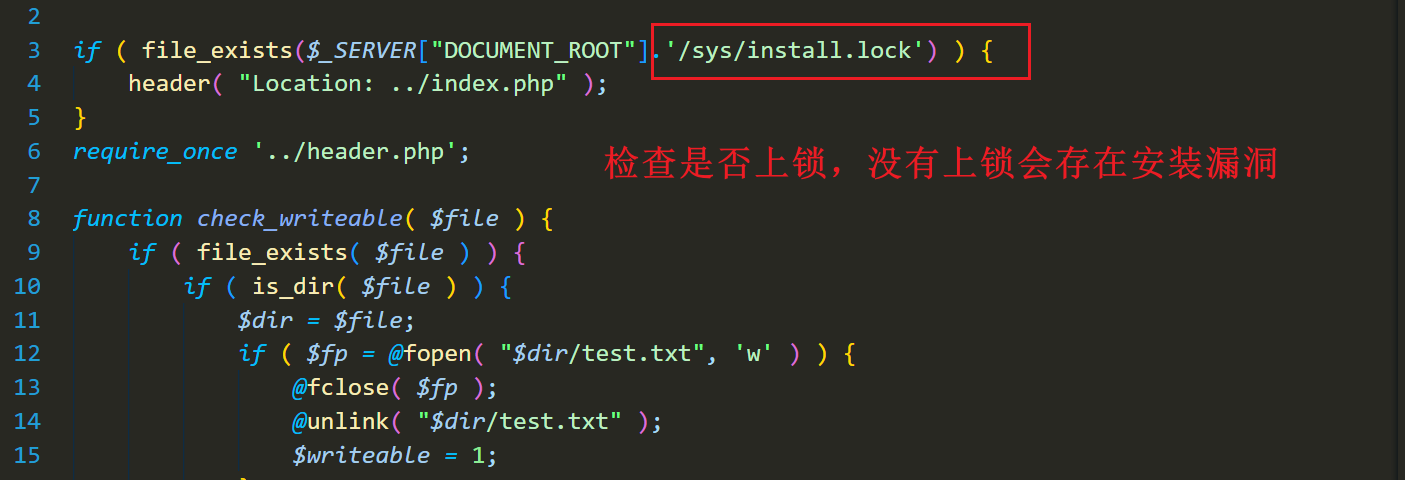 2
3 if ( file_exists($_SERVER["DOCUMENT_ROOT"].'/sys/install.lock') ) {
4 header( "Location: ../index.php" );
5 }
6 require_once '../header.php';
检查是否上锁，没有上锁会存在安装漏洞
7
8 function check_writeable( $file ) {
9 if ( file_exists( $file ) ) {
10 if ( is_dir( $file ) ) {
11 $dir = $file;
12 if ( $fp = @fopen( "$dir/test.txt", 'w' ) ) {
13 @fclose( $fp );
14 @unlink( "$dir/test.txt" );
15 $writeable = 1;